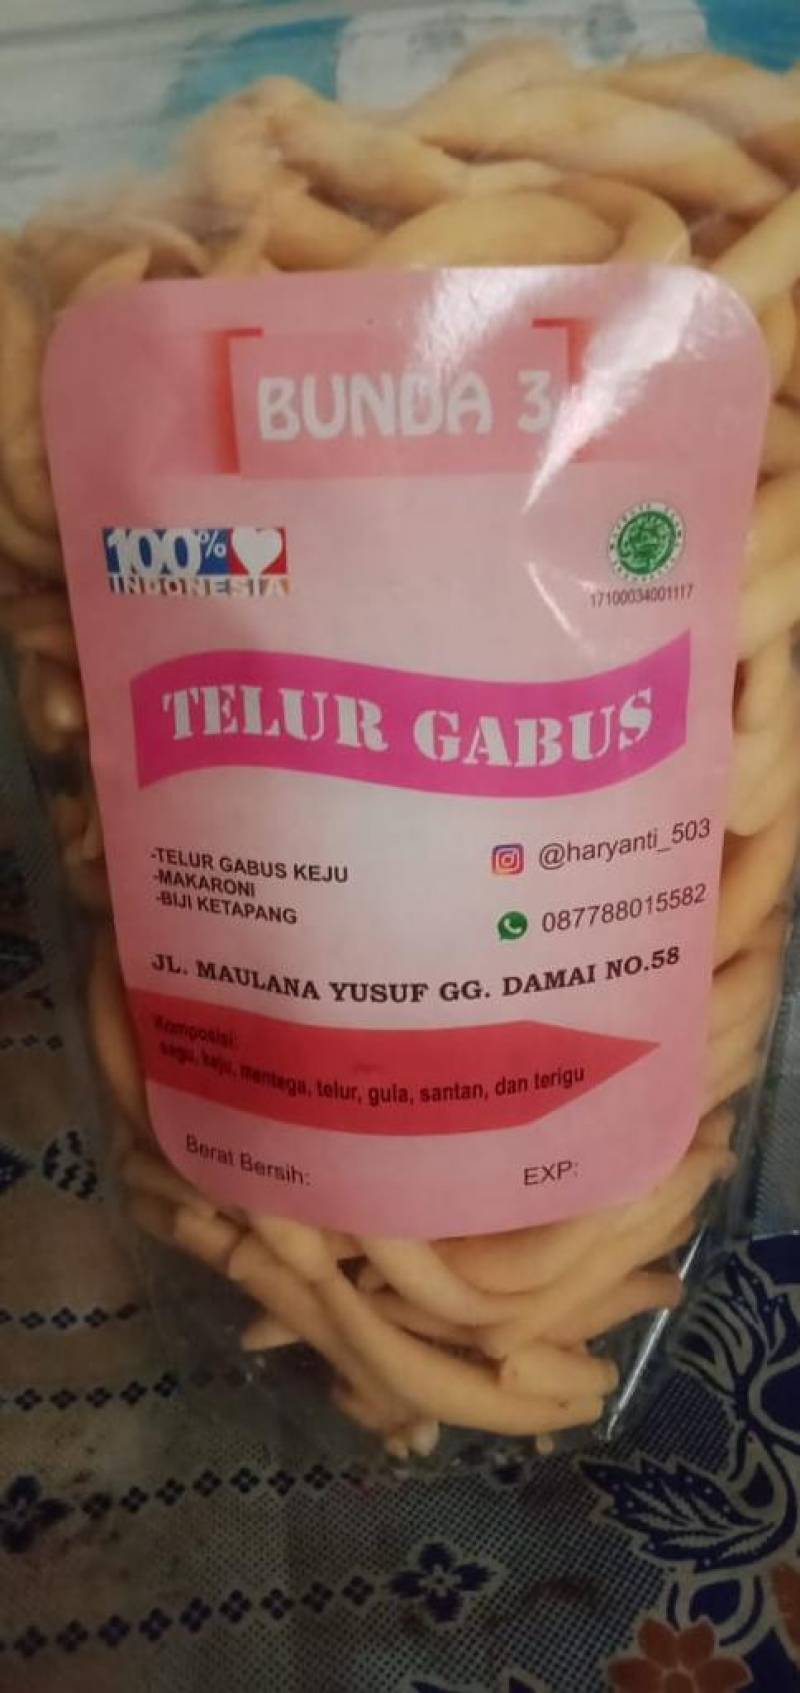 BUNDA 3
100%
INDONESIA
17100034001117
TELUR GABUS
-TELUR GABUS KEJU
-MAKARONI
-BIJI KETAPANG
@haryanti_503
087788015582
JL. MAULANA YUSUF GG. DAMAI NO.58
Komposisi:
sagu, keju, mentega, telur, gula, santan, dan terigu
Berat Bersih:
EXP: